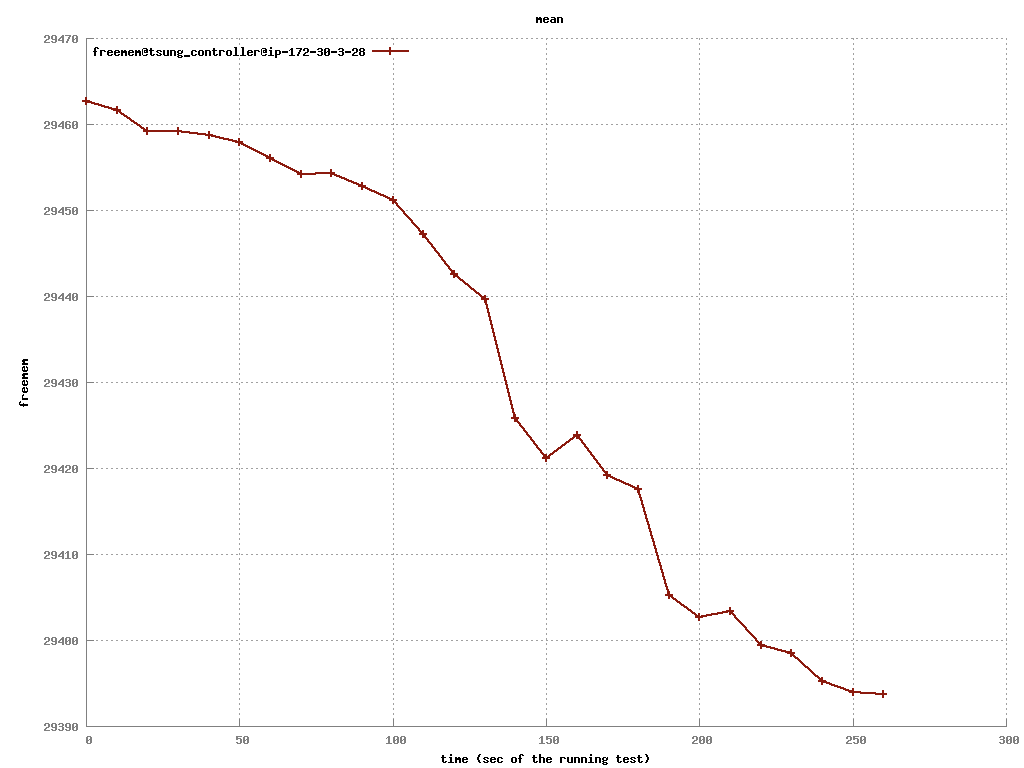 mean
freemem@tsung_controller@ip-172-30-3-28
29470
29460
29450
29440
29430
29420
29410
29400
29390
freemem
0 50 100 150 200 250 300
time (sec of the running test)